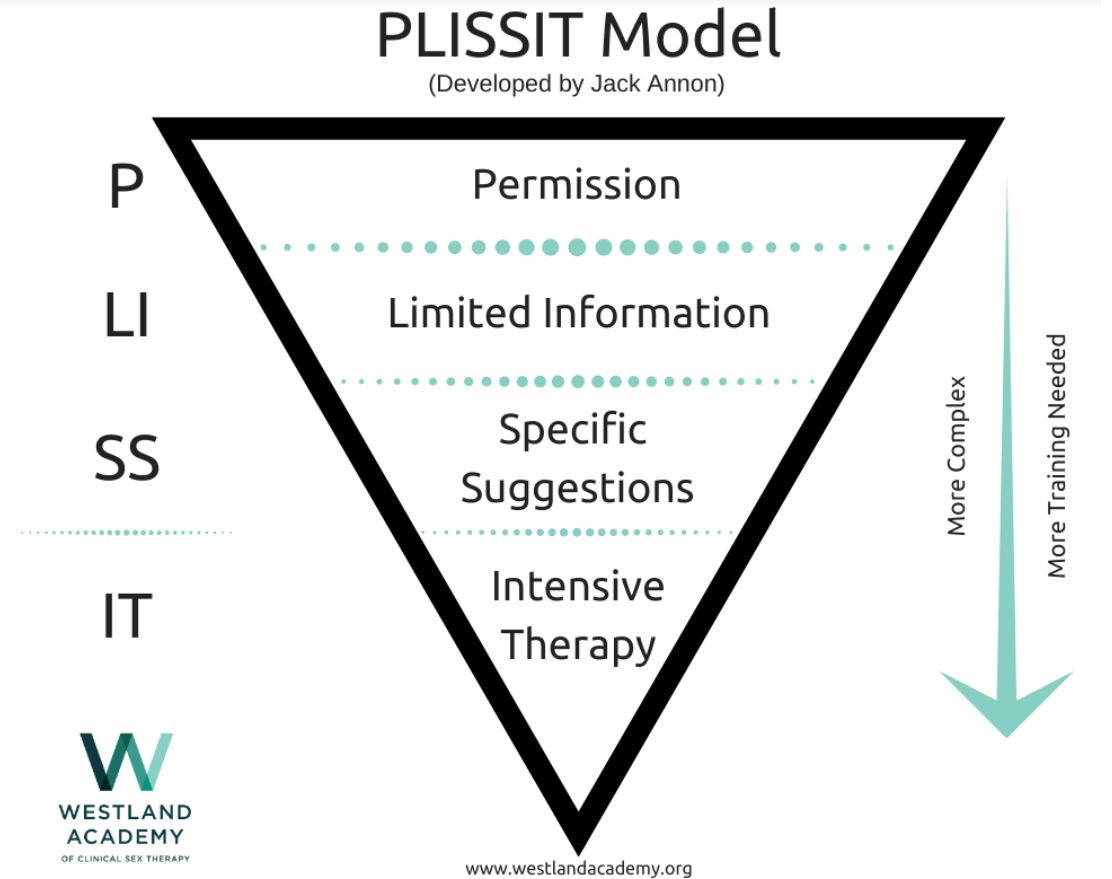 PLISSIT Model
(Developed by Jack Annon)
P
Permission
LI
Limited Information
SS
Specific
Suggestions
IT
Intensive
Therapy
More Complex
More Training Needed
W
WESTLAND
ACADEMY
OF CLINICAL SEX THERAPY
www.westlandacademy.org